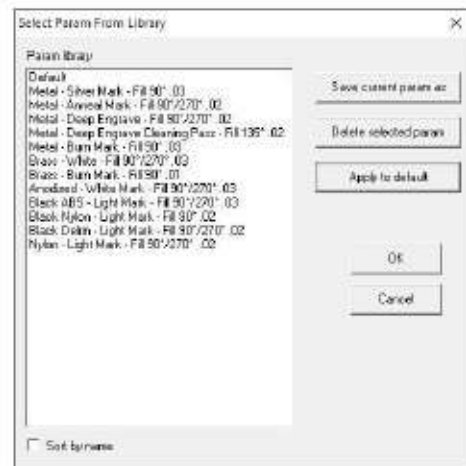 Select Param From Library
Param library
Default
Metal - Silver Mark - Fill 90° .03
Metal - Anneal Mark - Fill 90°/270° .02
Metal - Deep Engrave - Fill 90°/270° .02
Metal - Deep Engrave Cleaning Pass - Fill 135° .02
Metal - Burn Mark - Fill 90° .03
Brass - White - Fill 90°/270° .03
Brass - Burn Mark - Fill 90° .01
Anodized - White Mark - Fill 90°/270° .03
Black ABS - Light Mark - Fill 90°/270° .03
Black Nylon - Light Mark - Fill 90° .02
Black Delrin - Light Mark - Fill 90°/270° .02
Nylon - Light Mark - Fill 90°/270° .02
Save current param as
Delete selected param
Apply to default
OK
Cancel
Sort by name